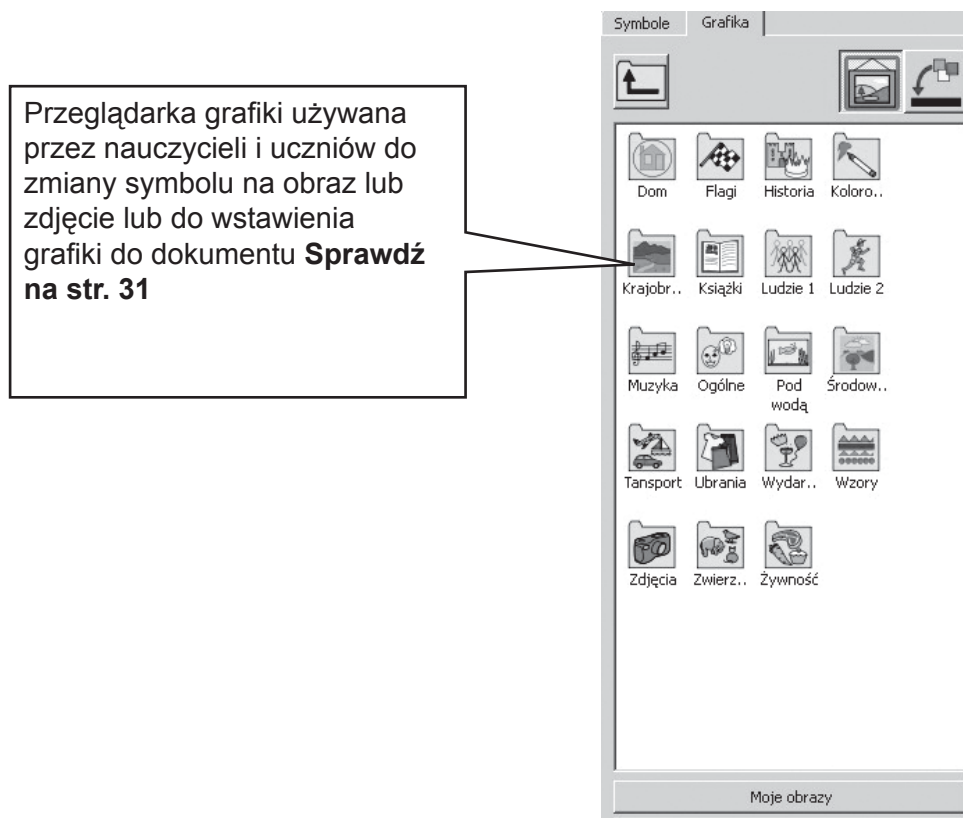 Symbole Grafika
Przeglądarka grafiki używana
przez nauczycieli i uczniów do
zmiany symbolu na obraz lub
zdjęcie lub do wstawienia
grafiki do dokumentu Sprawdź
na str. 31
Dom Flagi Historia Koloro..
Krajobr.. Książki Ludzie 1 Ludzie 2
Muzyka Ogólne Pod wodą Środow..
Tansport Ubrania Wydar.. Wzory
Zdjęcia Zwierz.. Żywność
Moje obrazy